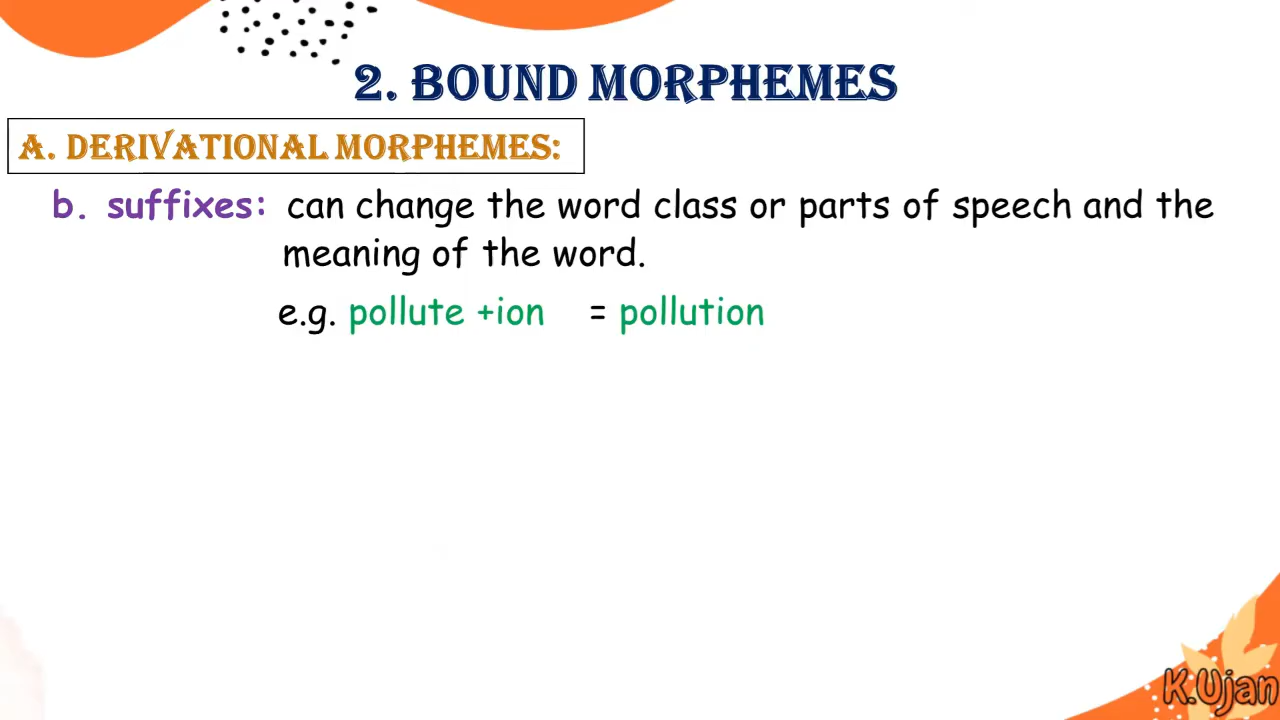 2. BOUND MORPHEMES
A. DERIVATIONAL MORPHEMES:
b. suffixes: can change the word class or parts of speech and the
meaning of the word.
e.g. pollute +ion = pollution
K.Ujan